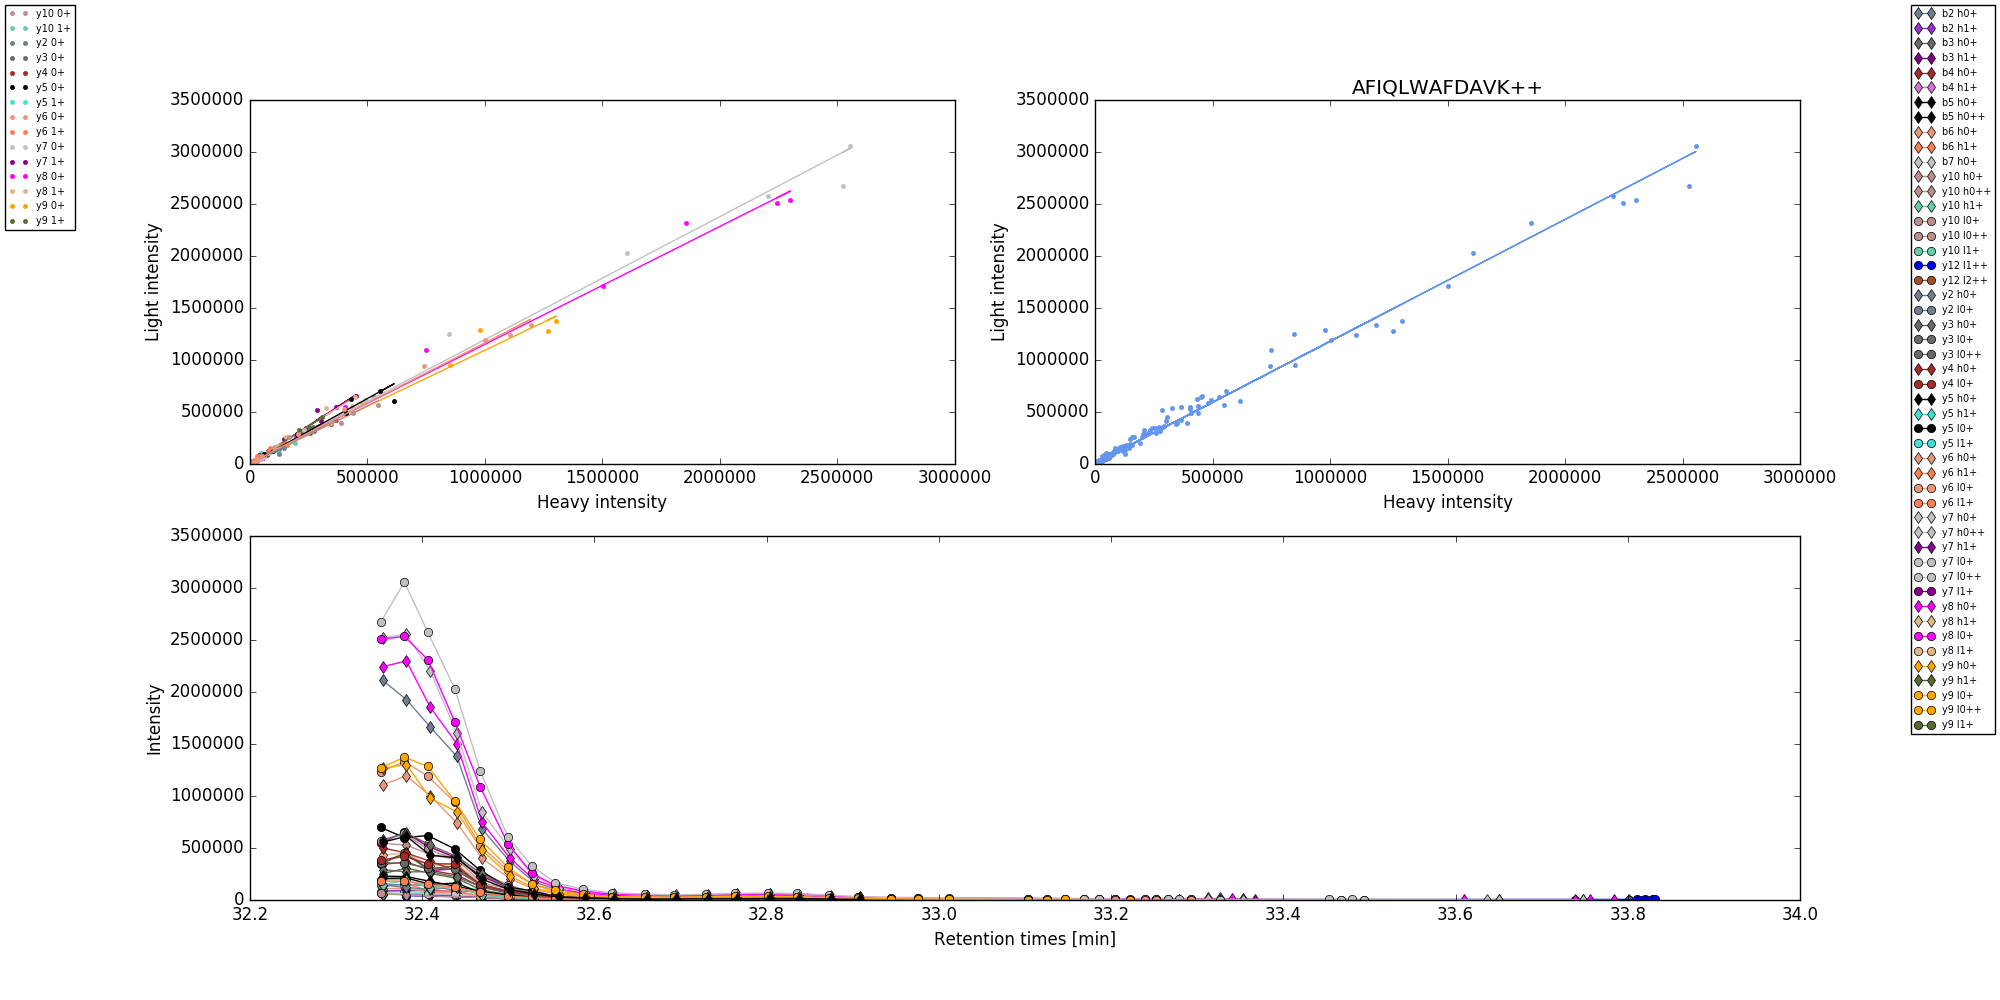 y10 0+
y10 1+
y2 0+
y3 0+
y4 0+
y5 0+
y5 1+
y6 0+
y6 1+
y7 0+
y7 1+
y8 0+
y8 1+
y9 0+
y9 1+
3500000
3000000
2500000
2000000
1500000
1000000
500000
0
Light intensity
0 500000 1000000 1500000 2000000 2500000 3000000
Heavy intensity
AFIQLWAFDAVK++
3500000
3000000
2500000
2000000
1500000
1000000
500000
0
Light intensity
0 500000 1000000 1500000 2000000 2500000 3000000
Heavy intensity
3500000
3000000
2500000
2000000
1500000
1000000
500000
0
Intensity
32.2 32.4 32.6 32.8 33.0 33.2 33.4 33.6 33.8 34.0
Retention times [min]
b2 h0+
b2 h1+
b3 h0+
b3 h1+
b4 h0+
b4 h1+
b5 h0+
b5 h0++
b6 h0+
b6 h1+
b7 h0+
y10 h0+
y10 h0++
y10 h1+
y10 l0+
y10 l0++
y10 l1+
y12 l1++
y12 l2++
y2 h0+
y2 l0+
y3 h0+
y3 l0+
y3 l0++
y4 h0+
y4 l0+
y5 h0+
y5 h1+
y5 l0+
y5 l1+
y6 h0+
y6 h1+
y6 l0+
y6 l1+
y7 h0+
y7 h0++
y7 h1+
y7 l0+
y7 l0++
y7 l1+
y8 h0+
y8 h1+
y8 l0+
y8 l1+
y9 h0+
y9 h1+
y9 l0+
y9 l0++
y9 l1+